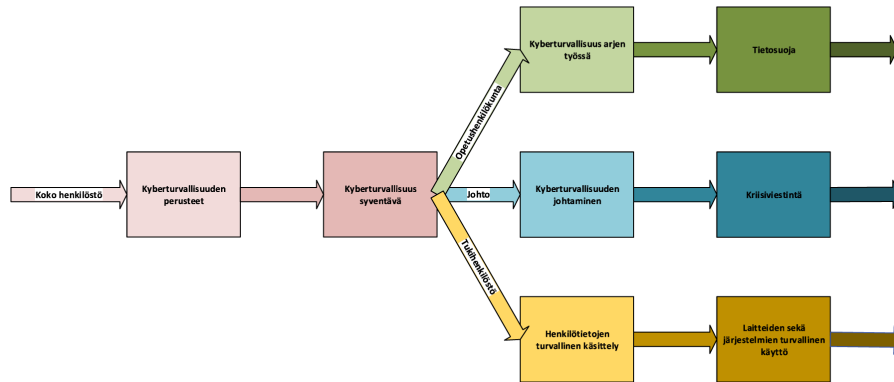 Koko henkilöstö
Kyberturvallisuuden
perusteet
Kyberturvallisuus
syventävä
Opetushenkilökunta
Kyberturvallisuus arjen
työssä
Tietosuoja
Johto
Kyberturvallisuuden
johtaminen
Kriisiviestintä
Tukihenkilöstö
Henkilötietojen
turvallinen käsittely
Laitteiden sekä
järjestelmien turvallinen
käyttö